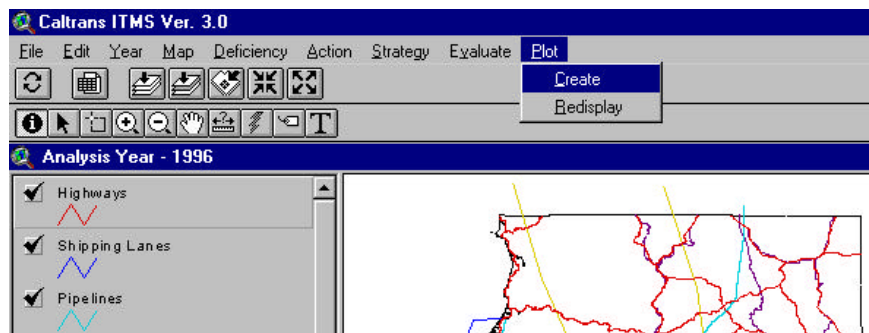 Caltrans ITMS Ver. 3.0
File Edit Year Map Deficiency Action Strategy Evaluate Plot
Create
Redisplay
T
Analysis Year - 1996
Highways
Shipping Lanes
Pipelines